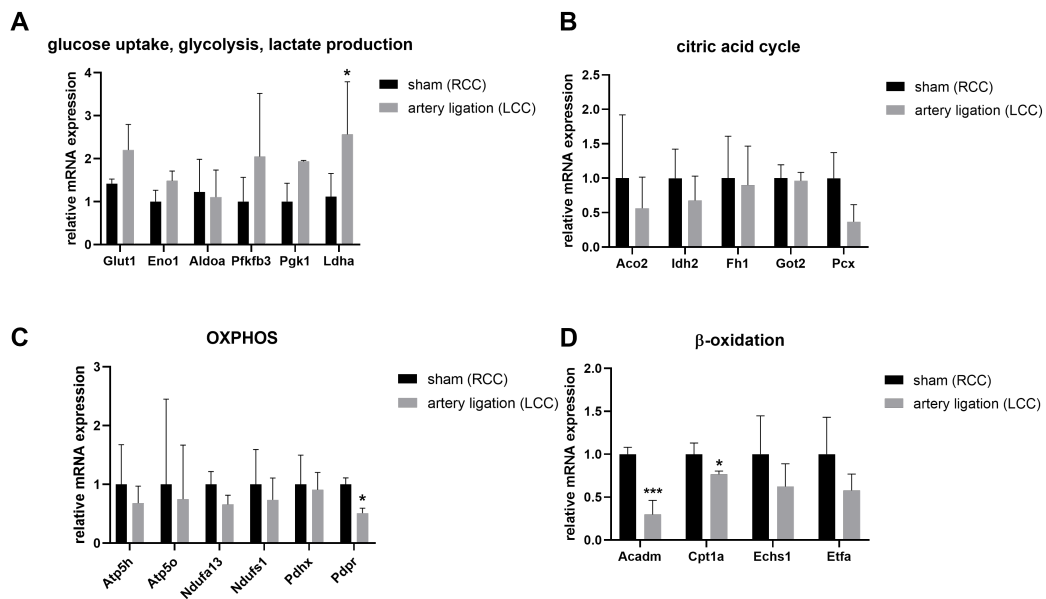 A
glucose uptake, glycolysis, lactate production
relative mRNA expression
4
3
2
1
0
*
Glut1 Eno1 Aldoa Pfkfb3 Pgk1 Ldha
sham (RCC)
artery ligation (LCC)
B
citric acid cycle
relative mRNA expression
2.5
2.0
1.5
1.0
0.5
0.0
Aco2 Idh2 Fh1 Got2 Pcx
sham (RCC)
artery ligation (LCC)
C
OXPHOS
relative mRNA expression
3
2
1
0
*
Atp5h Atp5o Ndufa13 Ndufs1 Pdhx Pdpr
sham (RCC)
artery ligation (LCC)
D
β-oxidation
relative mRNA expression
2.0
1.5
1.0
0.5
0.0
*** *
Acadm Cpt1a Echs1 Etfa
sham (RCC)
artery ligation (LCC)